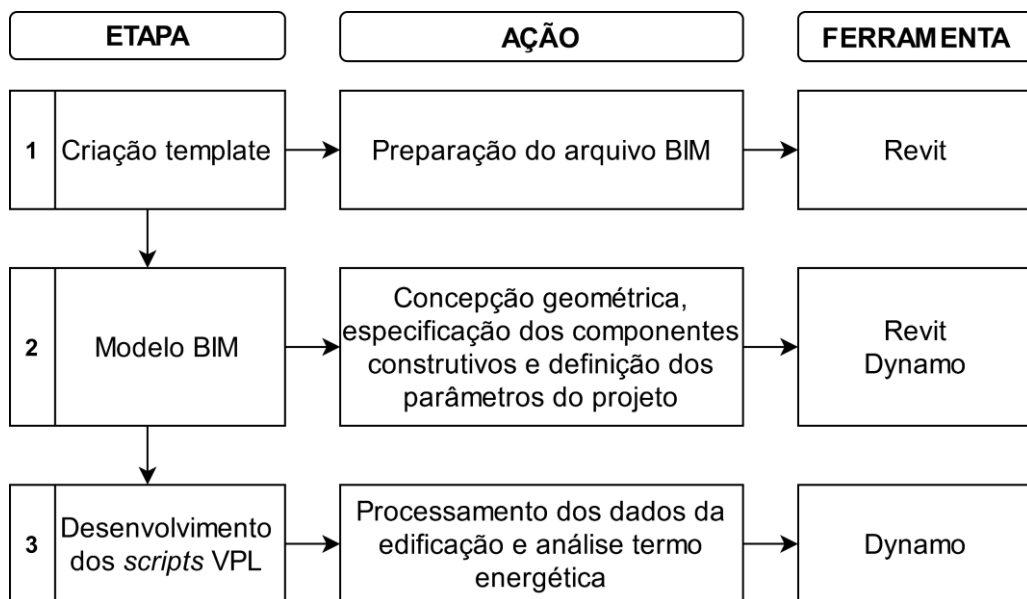 ETAPA
AÇÃO
FERRAMENTA
1
Criação template
Preparação do arquivo BIM
Revit
2
Modelo BIM
Concepção geométrica,
especificação dos componentes
construtivos e definição dos
parâmetros do projeto
Revit
Dynamo
3
Desenvolvimento
dos scripts VPL
Processamento dos dados da
edificação e análise termo
energética
Dynamo